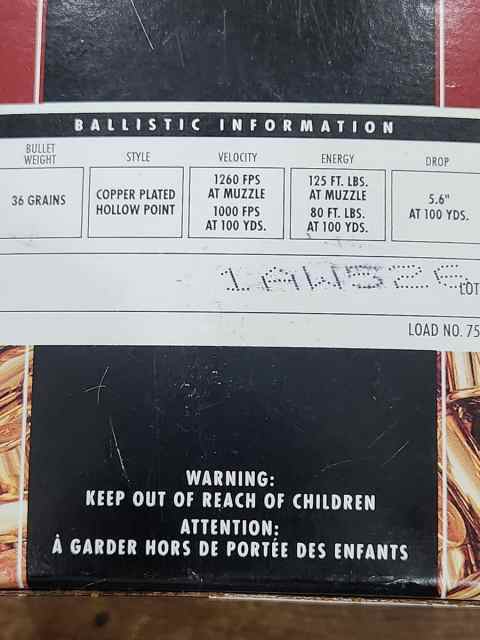 BALLISTIC INFORMATION
BULLET
WEIGHT
STYLE
VELOCITY
ENERGY
DROP
36 GRAINS
COPPER PLATED
HOLLOW POINT
1260 FPS
AT MUZZLE
1000 FPS
AT 100 YDS.
125 FT. LBS.
AT MUZZLE
80 FT. LBS.
AT 100 YDS.
5.6"
AT 100 YDS.
LOT
LOAD NO. 75
WARNING:
KEEP OUT OF REACH OF CHILDREN
ATTENTION:
À GARDER HORS DE PORTÉE DES ENFANTS